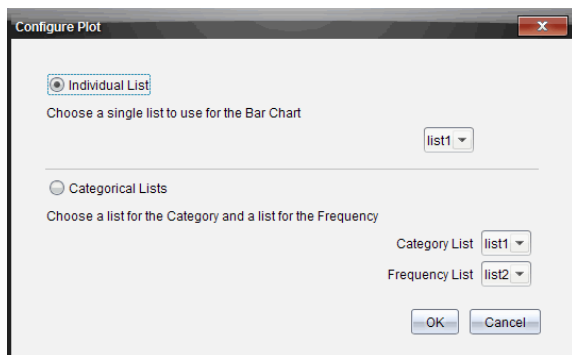 Configure Plot
Individual List
Choose a single list to use for the Bar Chart
list1
Categorical Lists
Choose a list for the Category and a list for the Frequency
Category List list1
Frequency List list2
OK Cancel